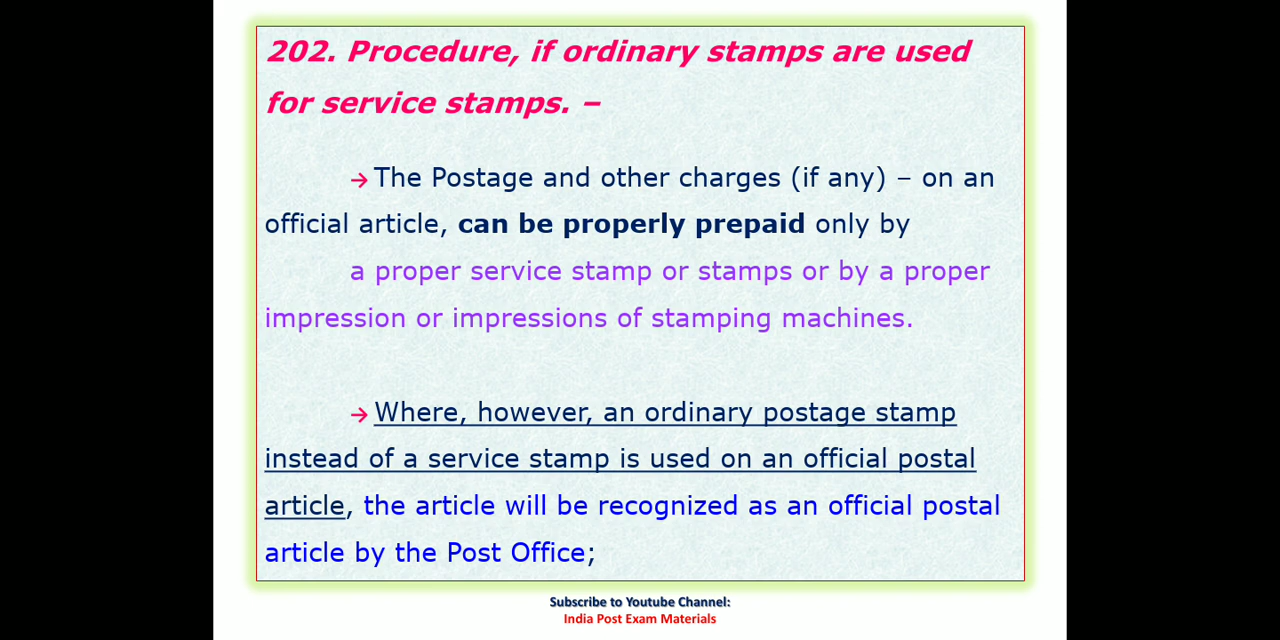 202. Procedure, if ordinary stamps are used
for service stamps. –
→ The Postage and other charges (if any) – on an
official article, can be properly prepaid only by
a proper service stamp or stamps or by a proper
impression or impressions of stamping machines.
→ Where, however, an ordinary postage stamp
instead of a service stamp is used on an official postal
article, the article will be recognized as an official postal
article by the Post Office;
Subscribe to Youtube Channel:
India Post Exam Materials